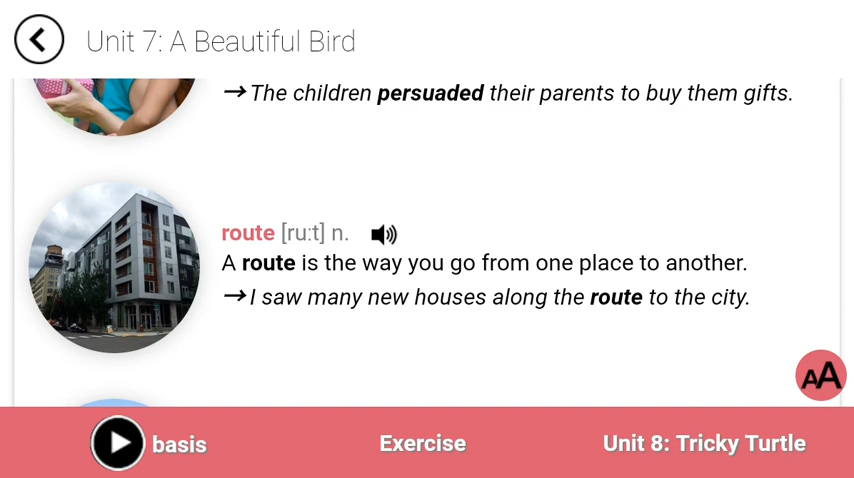 Unit 7: A Beautiful Bird
→ The children persuaded their parents to buy them gifts.
route [ru:t] n.
A route is the way you go from one place to another.
→ I saw many new houses along the route to the city.
AA
basis
Exercise
Unit 8: Tricky Turtle